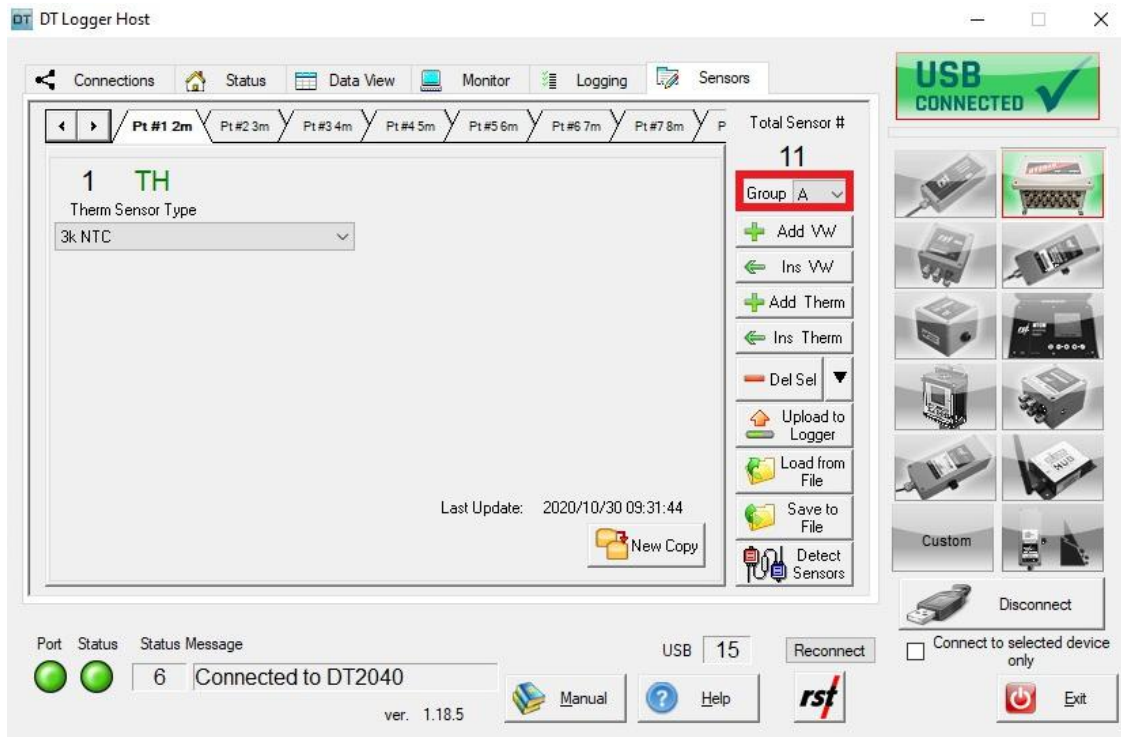 DT DT Logger Host
Connections Status Data View Monitor Logging Sensors
Pt #1 2m Pt #2 3m Pt #3 4m Pt #4 5m Pt #5 6m Pt #6 7m Pt #7 8m P
1 TH
Therm Sensor Type
3k NTC
Last Update: 2020/10/30 09:31:44
New Copy
Total Sensor #
11
Group A
Add VW
Ins VW
Add Therm
Ins Therm
Del Sel
Upload to
Logger
Load from
File
Save to
File
Detect
Sensors
USB
CONNECTED
Custom
Disconnect
Connect to selected device
only
Port Status Status Message
6 Connected to DT2040
USB 15 Reconnect
ver. 1.18.5
Manual Help rst Exit